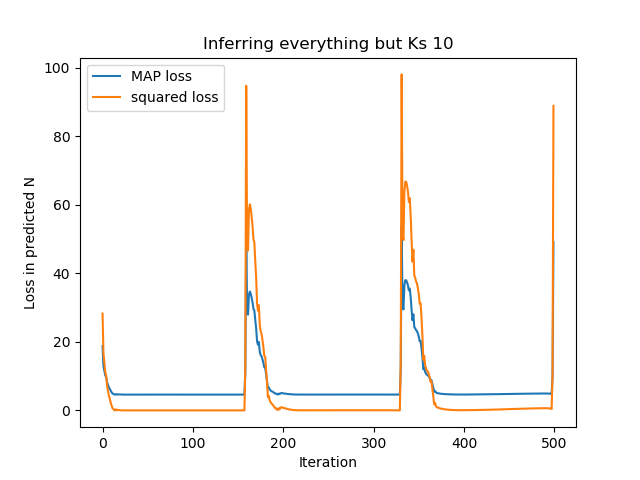 Inferring everything but Ks 10
MAP loss
squared loss
Loss in predicted N
100
80
60
40
20
0
0 100 200 300 400 500
Iteration